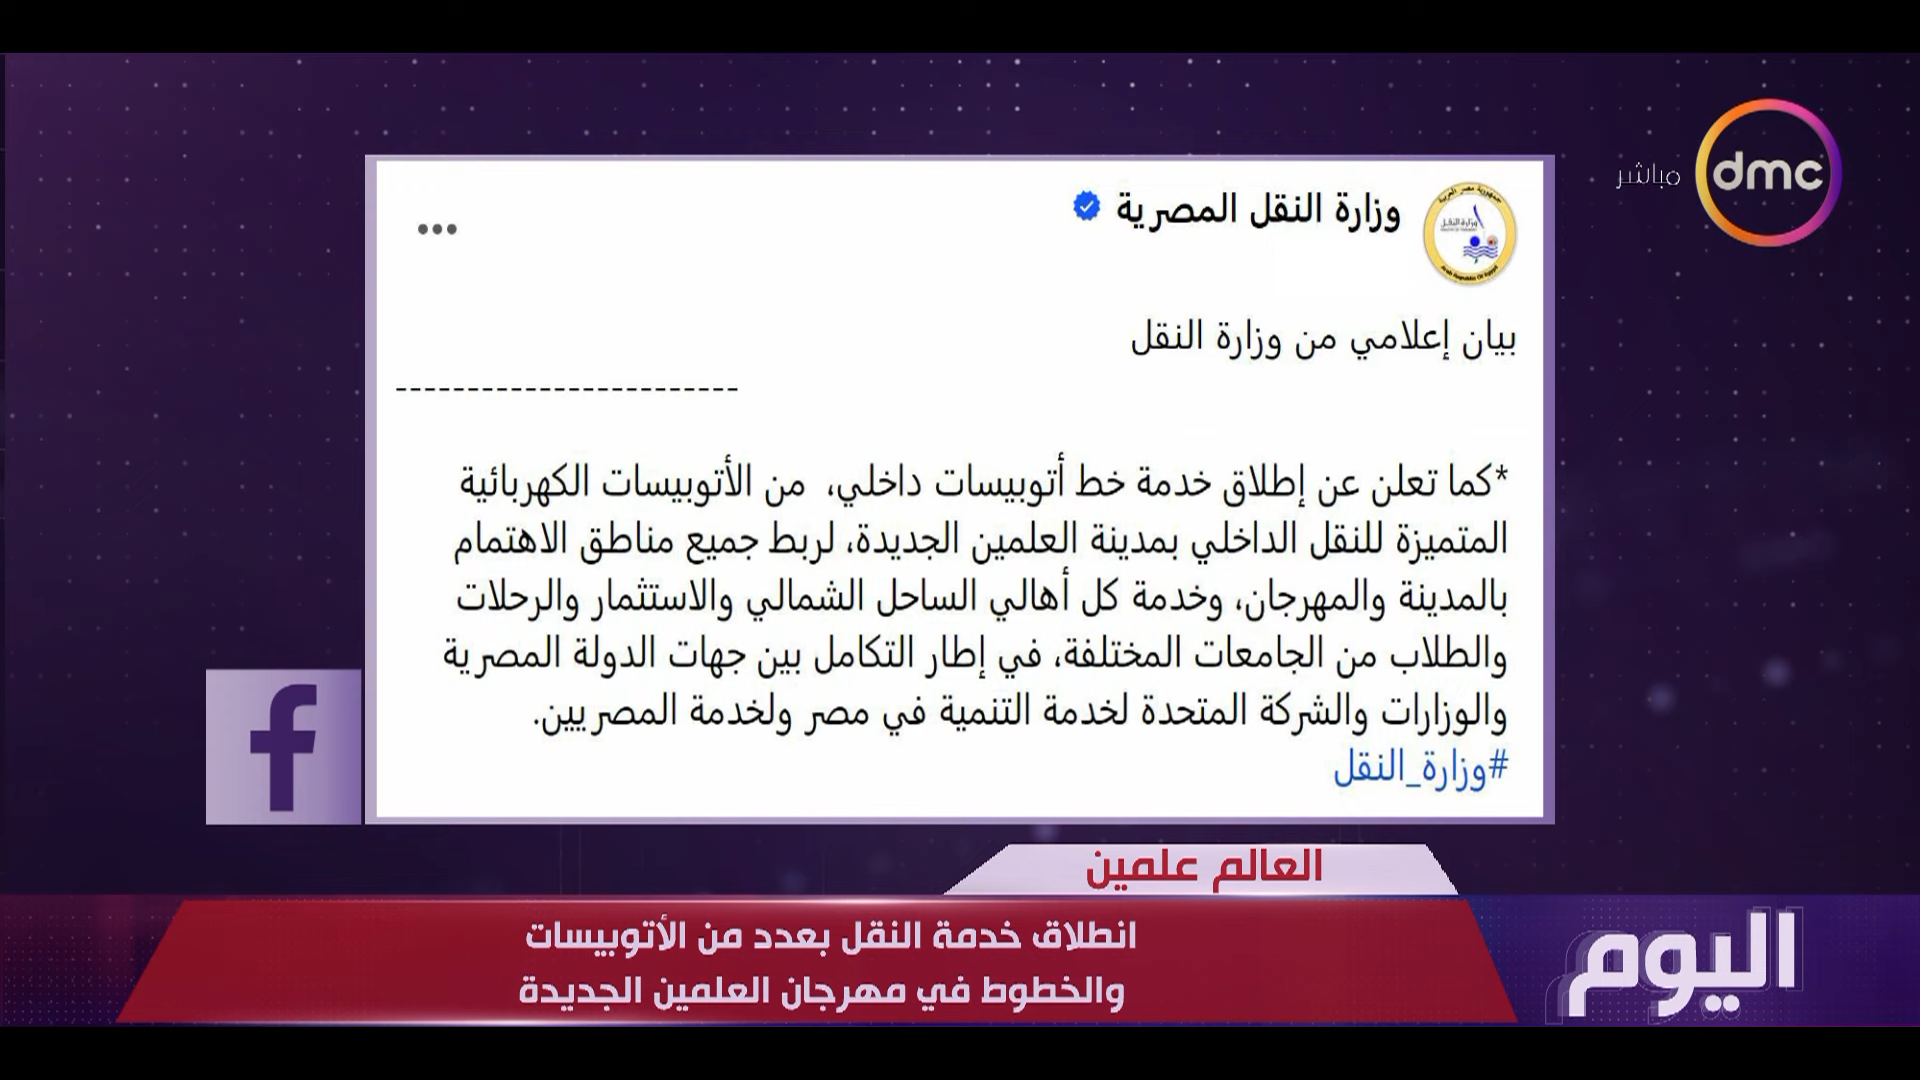 dmc
مباشر
وزارة النقل المصرية
بيان إعلامي من وزارة النقل
------------------------
*كما تعلن عن إطلاق خدمة خط أتوبيسات داخلي، من الأتوبيسات الكهربائية
المتميزة للنقل الداخلي بمدينة العلمين الجديدة، لربط جميع مناطق الاهتمام
بالمدينة والمهرجان، وخدمة كل أهالي الساحل الشمالي والاستثمار والرحلات
والطلاب من الجامعات المختلفة، في إطار التكامل بين جهات الدولة المصرية
والوزارات والشركة المتحدة لخدمة التنمية في مصر ولخدمة المصريين.
#وزارة_النقل
العالم علمين
انطلاق خدمة النقل بعدد من الأتوبيسات
والخطوط في مهرجان العلمين الجديدة
اليوم